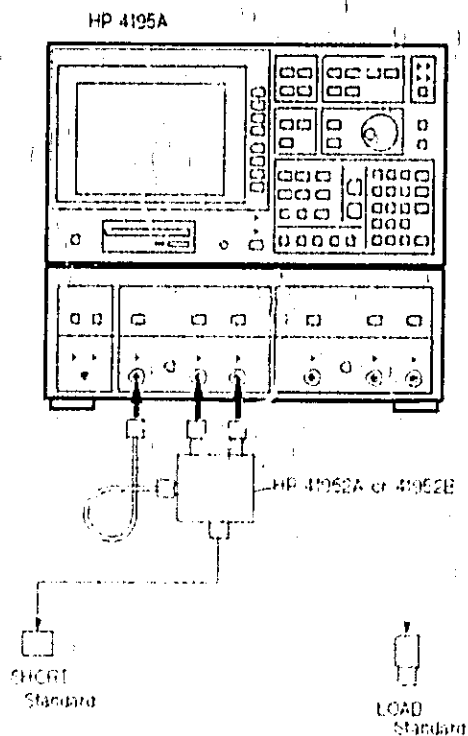 HP 4195A
HP 41952A or 41952B
SHORT
Standard
LOAD
Standard